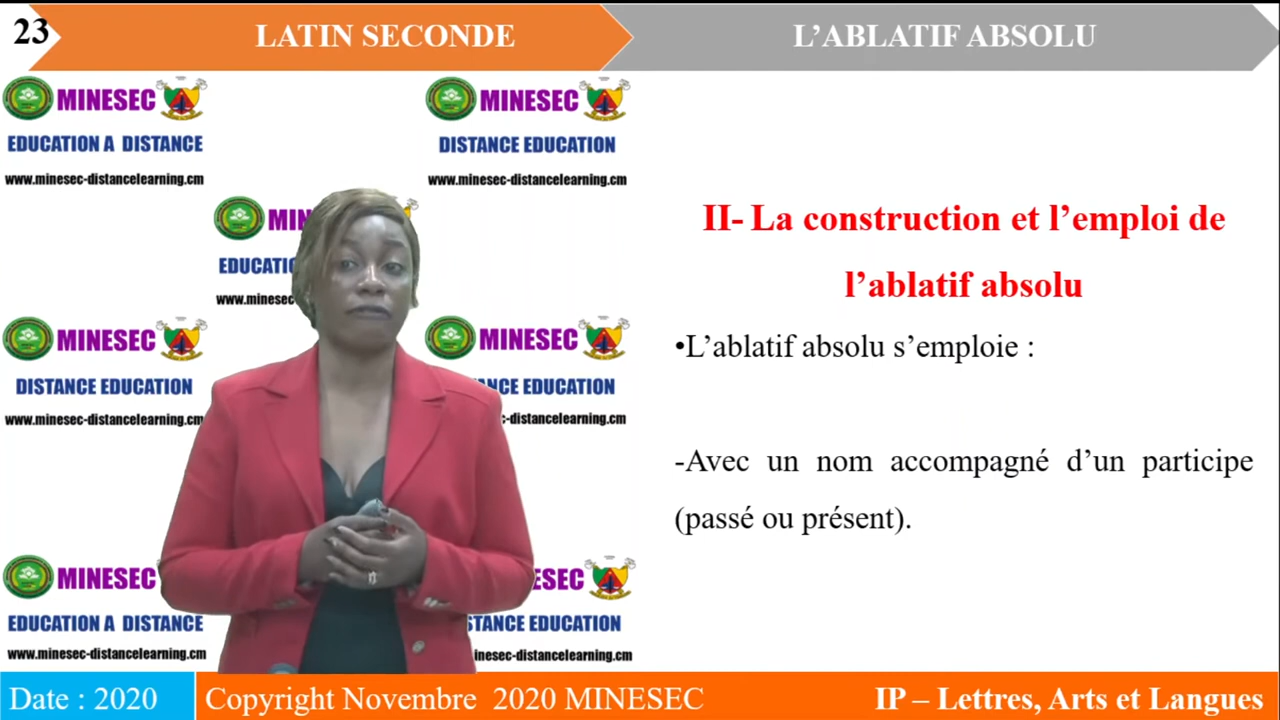 23
LATIN SECONDE
L’ABLATIF ABSOLU
MINESEC
EDUCATION A DISTANCE
www.minesec-distancelearning.cm
MINESEC
DISTANCE EDUCATION
www.minesec-distancelearning.cm
MINESEC
DISTANCE EDUCATION
www.minesec-distancelearning.cm
MINESEC
MINESEC
EDUCATION A DISTANCE
www.minesec-distancelearning.cm
II- La construction et l’emploi de
l’ablatif absolu
•L’ablatif absolu s’emploie :
-Avec un nom accompagné d’un participe
(passé ou présent).
Date : 2020
Copyright Novembre 2020 MINESEC
IP – Lettres, Arts et Langues